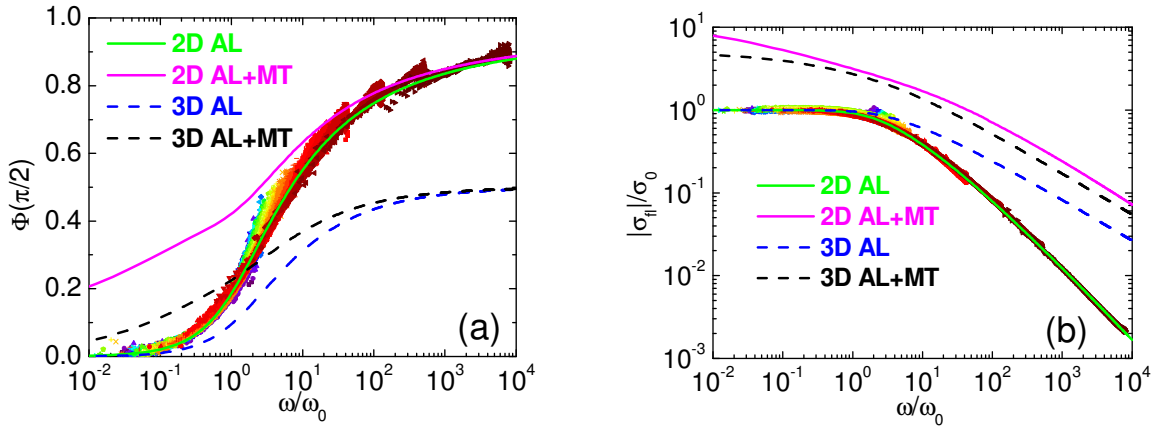 Φ(π/2)
1.0
0.8
0.6
0.4
0.2
0.0
2D AL
2D AL+MT
3D AL
3D AL+MT
(a)
10⁻² 10⁻¹ 10⁰ 10¹ 10² 10³ 10⁴
ω/ω₀
|σ_fl|/σ₀
10¹
10⁰
10⁻¹
10⁻²
10⁻³
2D AL
2D AL+MT
3D AL
3D AL+MT
(b)
10⁻² 10⁻¹ 10⁰ 10¹ 10² 10³ 10⁴
ω/ω₀